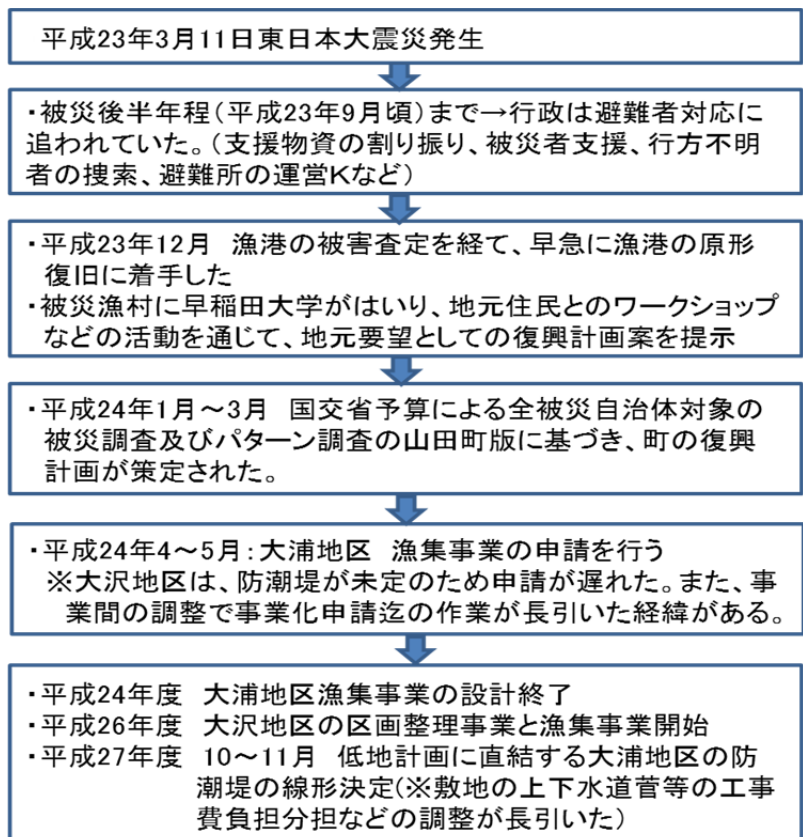 平成23年3月11日東日本大震災発生
・被災後半年程(平成23年9月頃)まで→行政は避難者対応に
追われていた。(支援物資の割り振り、被災者支援、行方不明
者の捜索、避難所の運営Kなど)
・平成23年12月 漁港の被害査定を経て、早急に漁港の原形
復旧に着手した
・被災漁村に早稲田大学がはいり、地元住民とのワークショップ
などの活動を通じて、地元要望としての復興計画案を提示
・平成24年1月～3月 国交省予算による全被災自治体対象の
被災調査及びパターン調査の山田町版に基づき、町の復興
計画が策定された。
・平成24年4～5月:大浦地区 漁集事業の申請を行う
※大沢地区は、防潮堤が未定のため申請が遅れた。また、事
業間の調整で事業化申請迄の作業が長引いた経緯がある。
・平成24年度 大浦地区漁集事業の設計終了
・平成26年度 大沢地区の区画整理事業と漁集事業開始
・平成27年度 10～11月 低地計画に直結する大浦地区の防
潮堤の線形決定(※敷地の上下水道菅等の工事
費負担分担などの調整が長引いた)